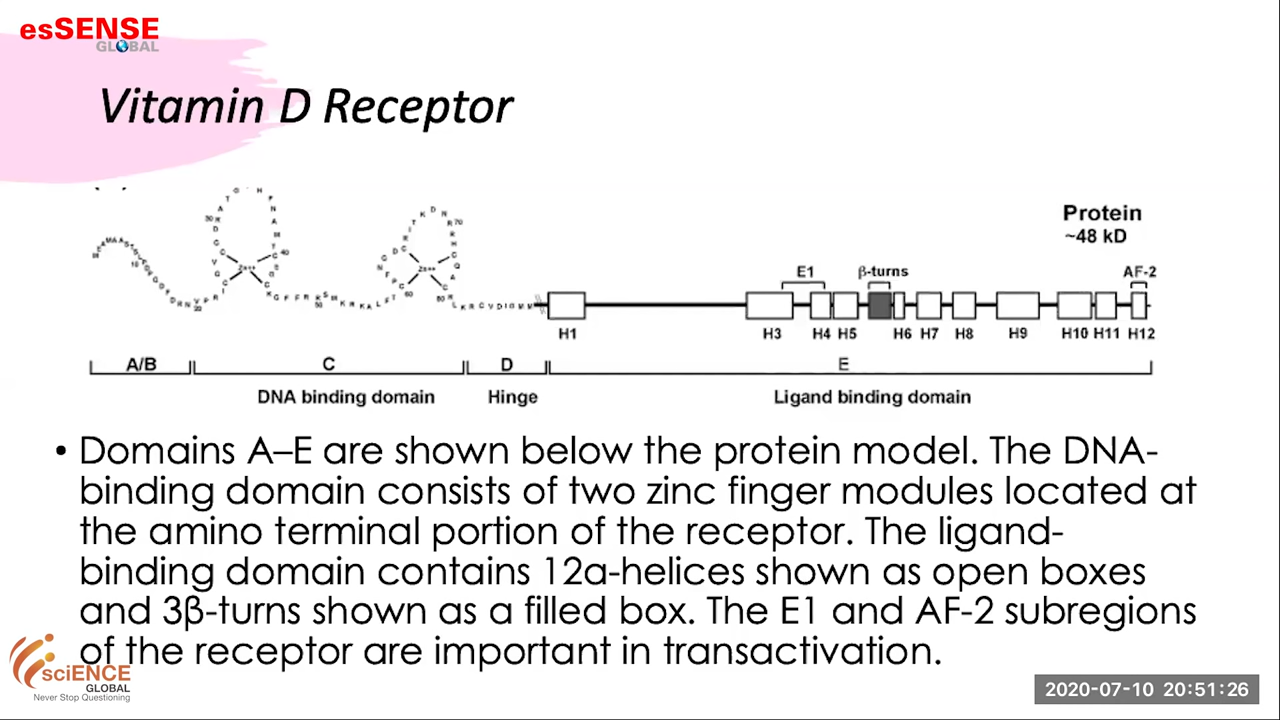 esSENSE
GLOBAL
Vitamin D Receptor
Protein
~48 kD
E1 β-turns AF-2
Zn++ Zn++
H1 H3 H4 H5 H6 H7 H8 H9 H10 H11 H12
A/B C D E
DNA binding domain Hinge Ligand binding domain
• Domains A–E are shown below the protein model. The DNA-
binding domain consists of two zinc finger modules located at
the amino terminal portion of the receptor. The ligand-
binding domain contains 12a-helices shown as open boxes
and 3β-turns shown as a filled box. The E1 and AF-2 subregions
of the receptor are important in transactivation.
sciENCE
GLOBAL
Never Stop Questioning
2020-07-10 20:51:26